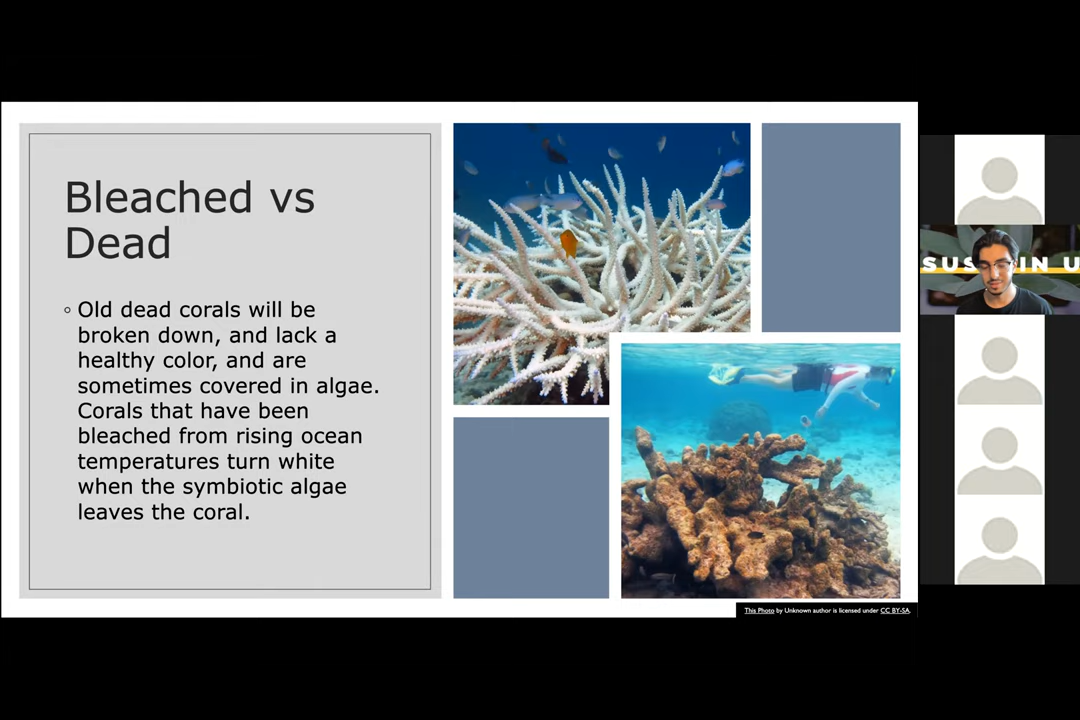 Bleached vs
Dead
◦ Old dead corals will be
broken down, and lack a
healthy color, and are
sometimes covered in algae.
Corals that have been
bleached from rising ocean
temperatures turn white
when the symbiotic algae
leaves the coral.
This Photo by Unknown author is licensed under CC BY-SA.